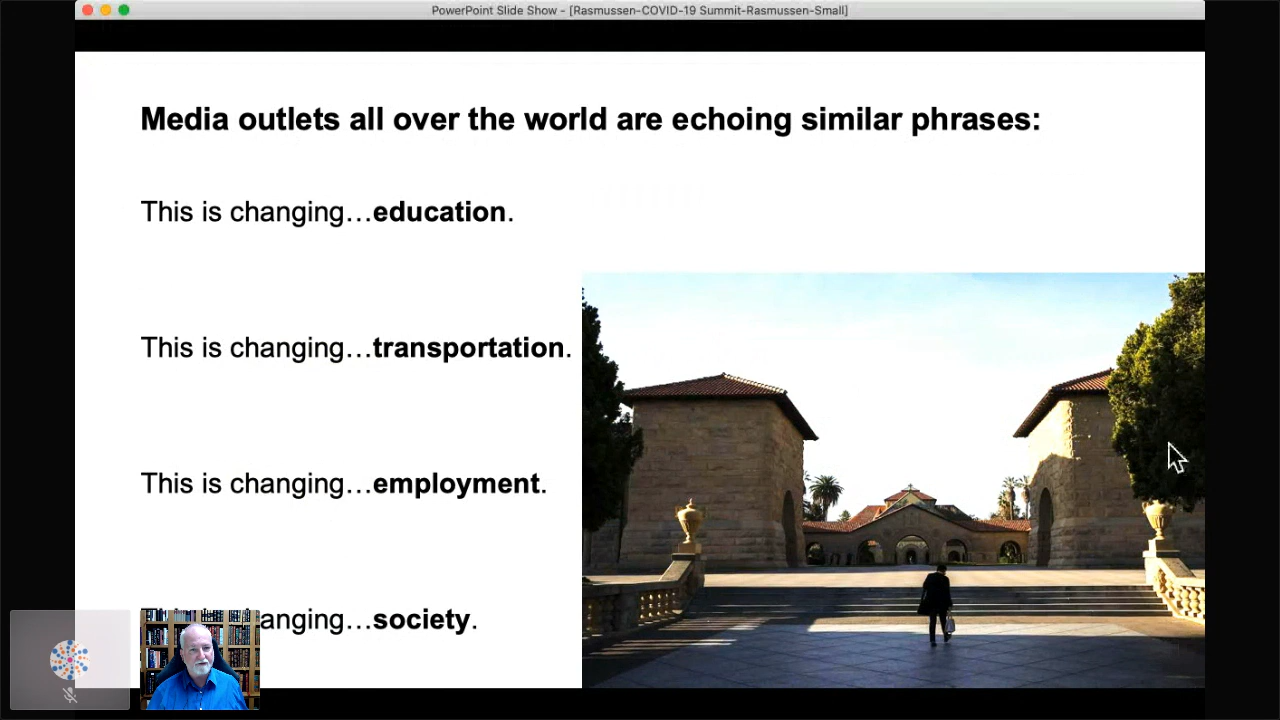 PowerPoint Slide Show - [Rasmussen-COVID-19 Summit-Rasmussen-Small]
Media outlets all over the world are echoing similar phrases:
This is changing…education.
This is changing…transportation.
This is changing…employment.
anging…society.